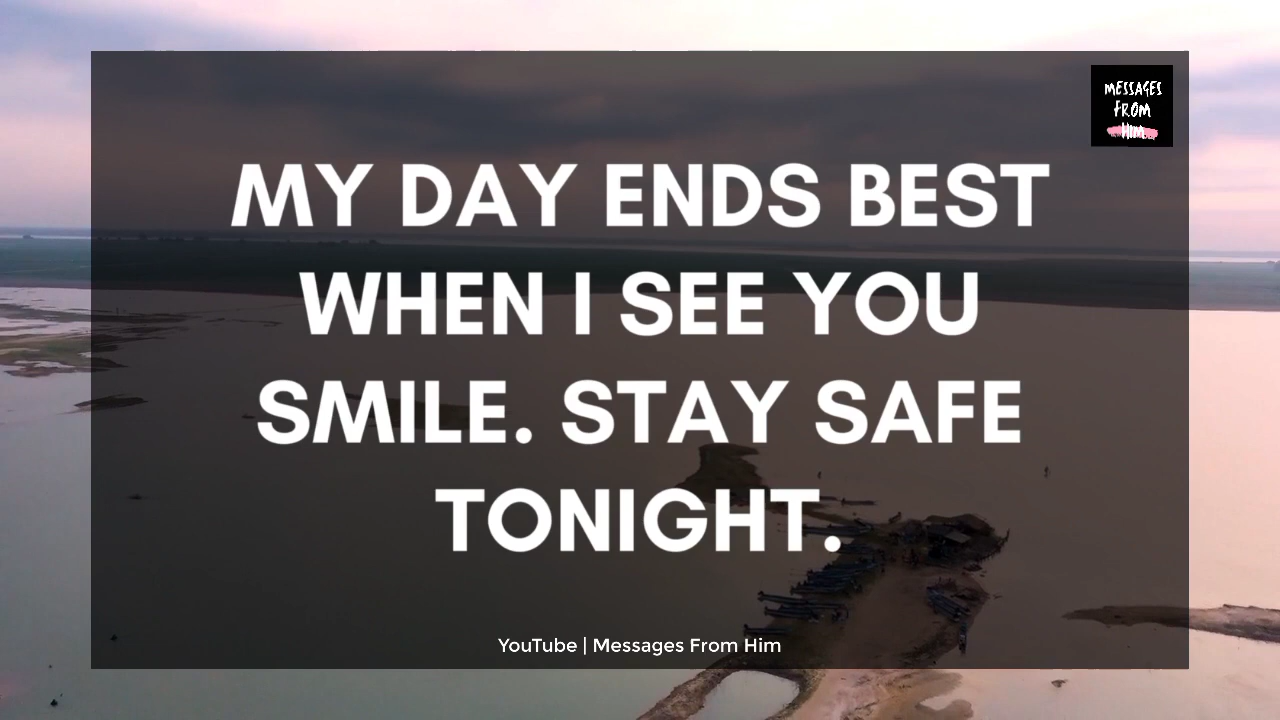 MESSAGES
FROM
HIM
MY DAY ENDS BEST
WHEN I SEE YOU
SMILE. STAY SAFE
TONIGHT.
YouTube | Messages From Him